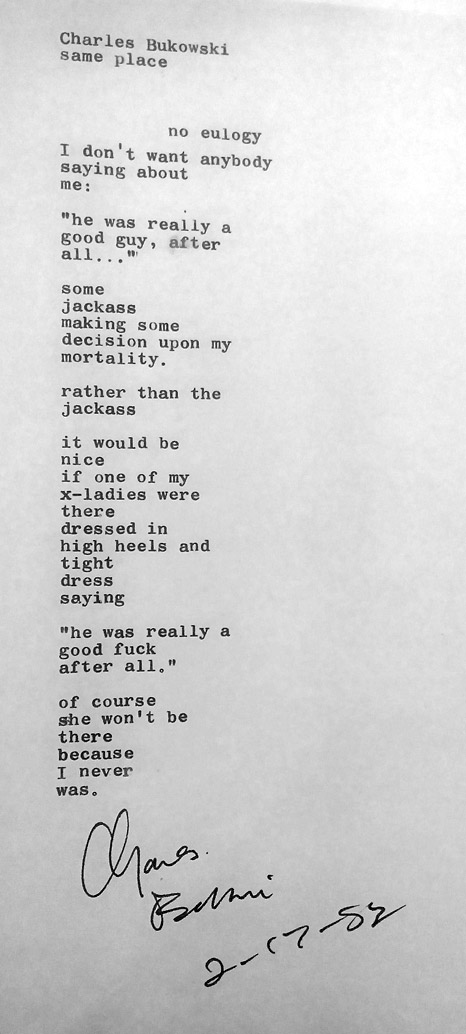 Charles Bukowski
same place
no eulogy
I don't want anybody
saying about
me:
"he was really a
good guy, after
all..."
some
jackass
making some
decision upon my
mortality.
rather than the
jackass
it would be
nice
if one of my
x-ladies were
there
dressed in
high heels and
tight
dress
saying
"he was really a
good fuck
after all."
of course
she won't be
there
because
I never
was.
Charles
Bukowski
2-17-82